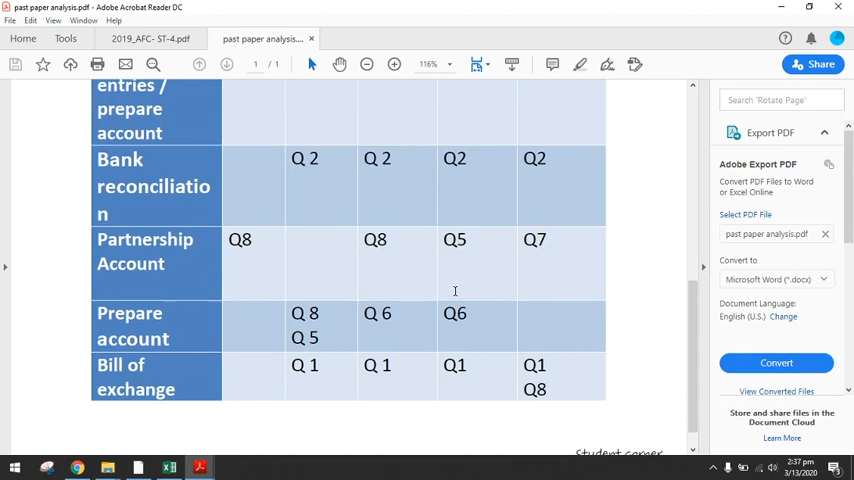 past paper analysis.pdf - Adobe Acrobat Reader DC
File Edit View Window Help
Home Tools 2019_AFC- ST-4.pdf past paper analysis.... ×
1 / 1 116% Share
entries /
prepare
account
Bank
reconciliatio
n
Q 2 Q 2 Q2 Q2
Partnership
Account
Q8 Q8 Q5 Q7
Prepare
account
Q 8 Q 6 Q6
Q 5
Bill of
exchange
Q 1 Q 1 Q1 Q1
Q8
Search 'Rotate Page'
Export PDF
Adobe Export PDF
Convert PDF Files to Word
or Excel Online
Select PDF File
past paper analysis.pdf ×
Convert to
Microsoft Word (*.docx)
Document Language:
English (U.S.) Change
Convert
View Converted Files
Store and share files in the
Document Cloud
Learn More
2:37 pm
3/13/2020
3